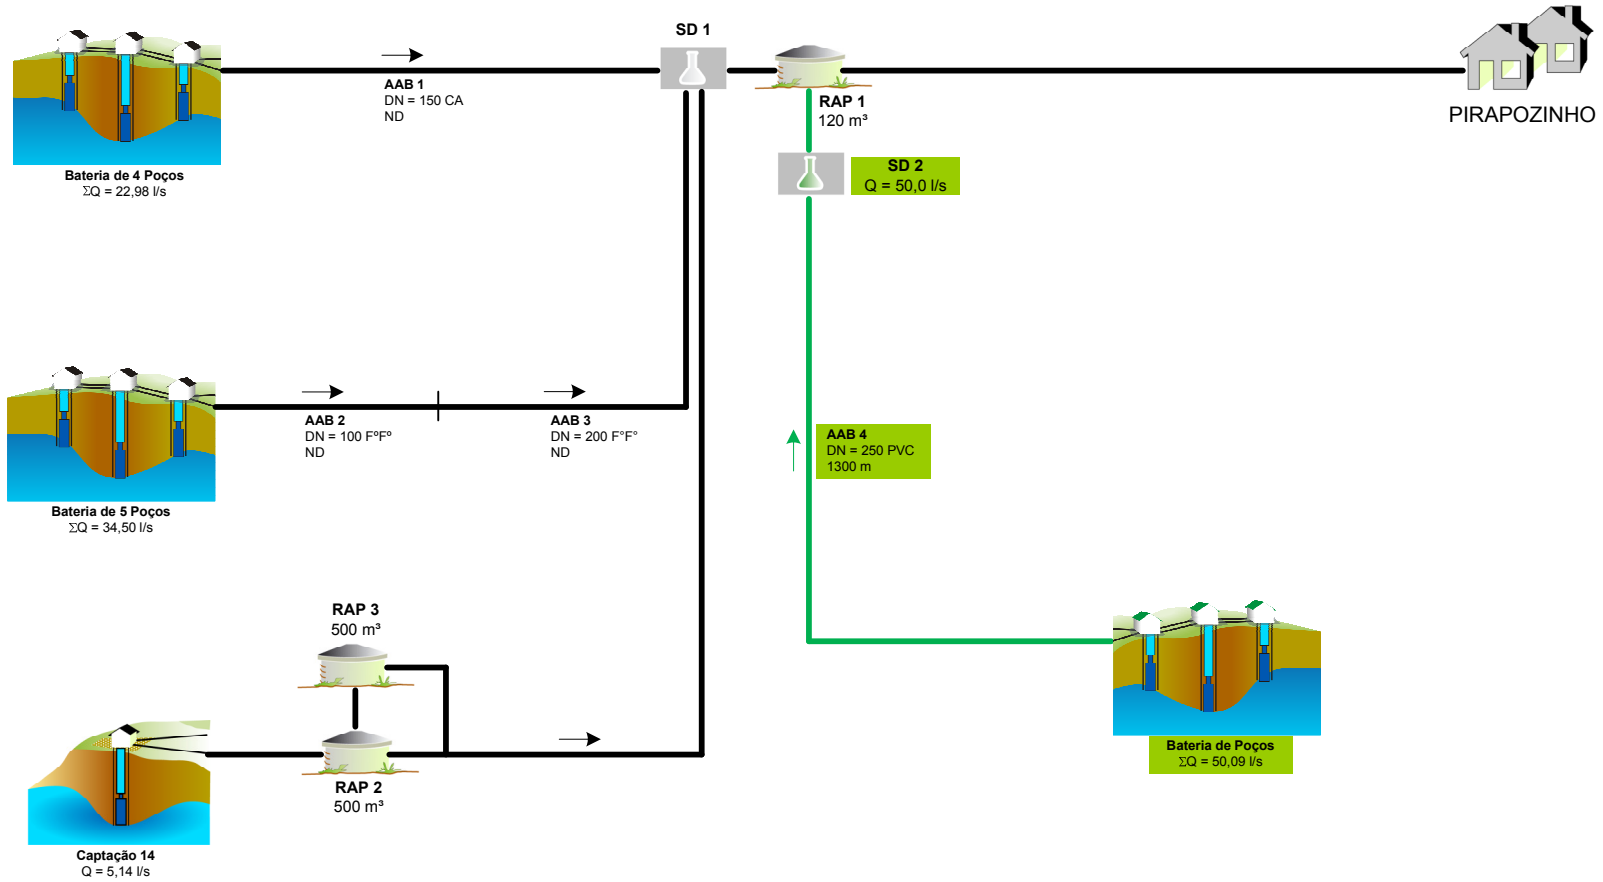 SD 1
PIRAPOZINHO
AAB 1
DN = 150 CA
ND
RAP 1
120 m³
Bateria de 4 Poços
ΣQ = 22,98 l/s
SD 2
Q = 50,0 l/s
AAB 2
DN = 100 FºFº
ND
AAB 3
DN = 200 F°F°
ND
AAB 4
DN = 250 PVC
1300 m
Bateria de 5 Poços
ΣQ = 34,50 l/s
RAP 3
500 m³
Bateria de Poços
ΣQ = 50,09 l/s
RAP 2
500 m³
Captação 14
Q = 5,14 l/s